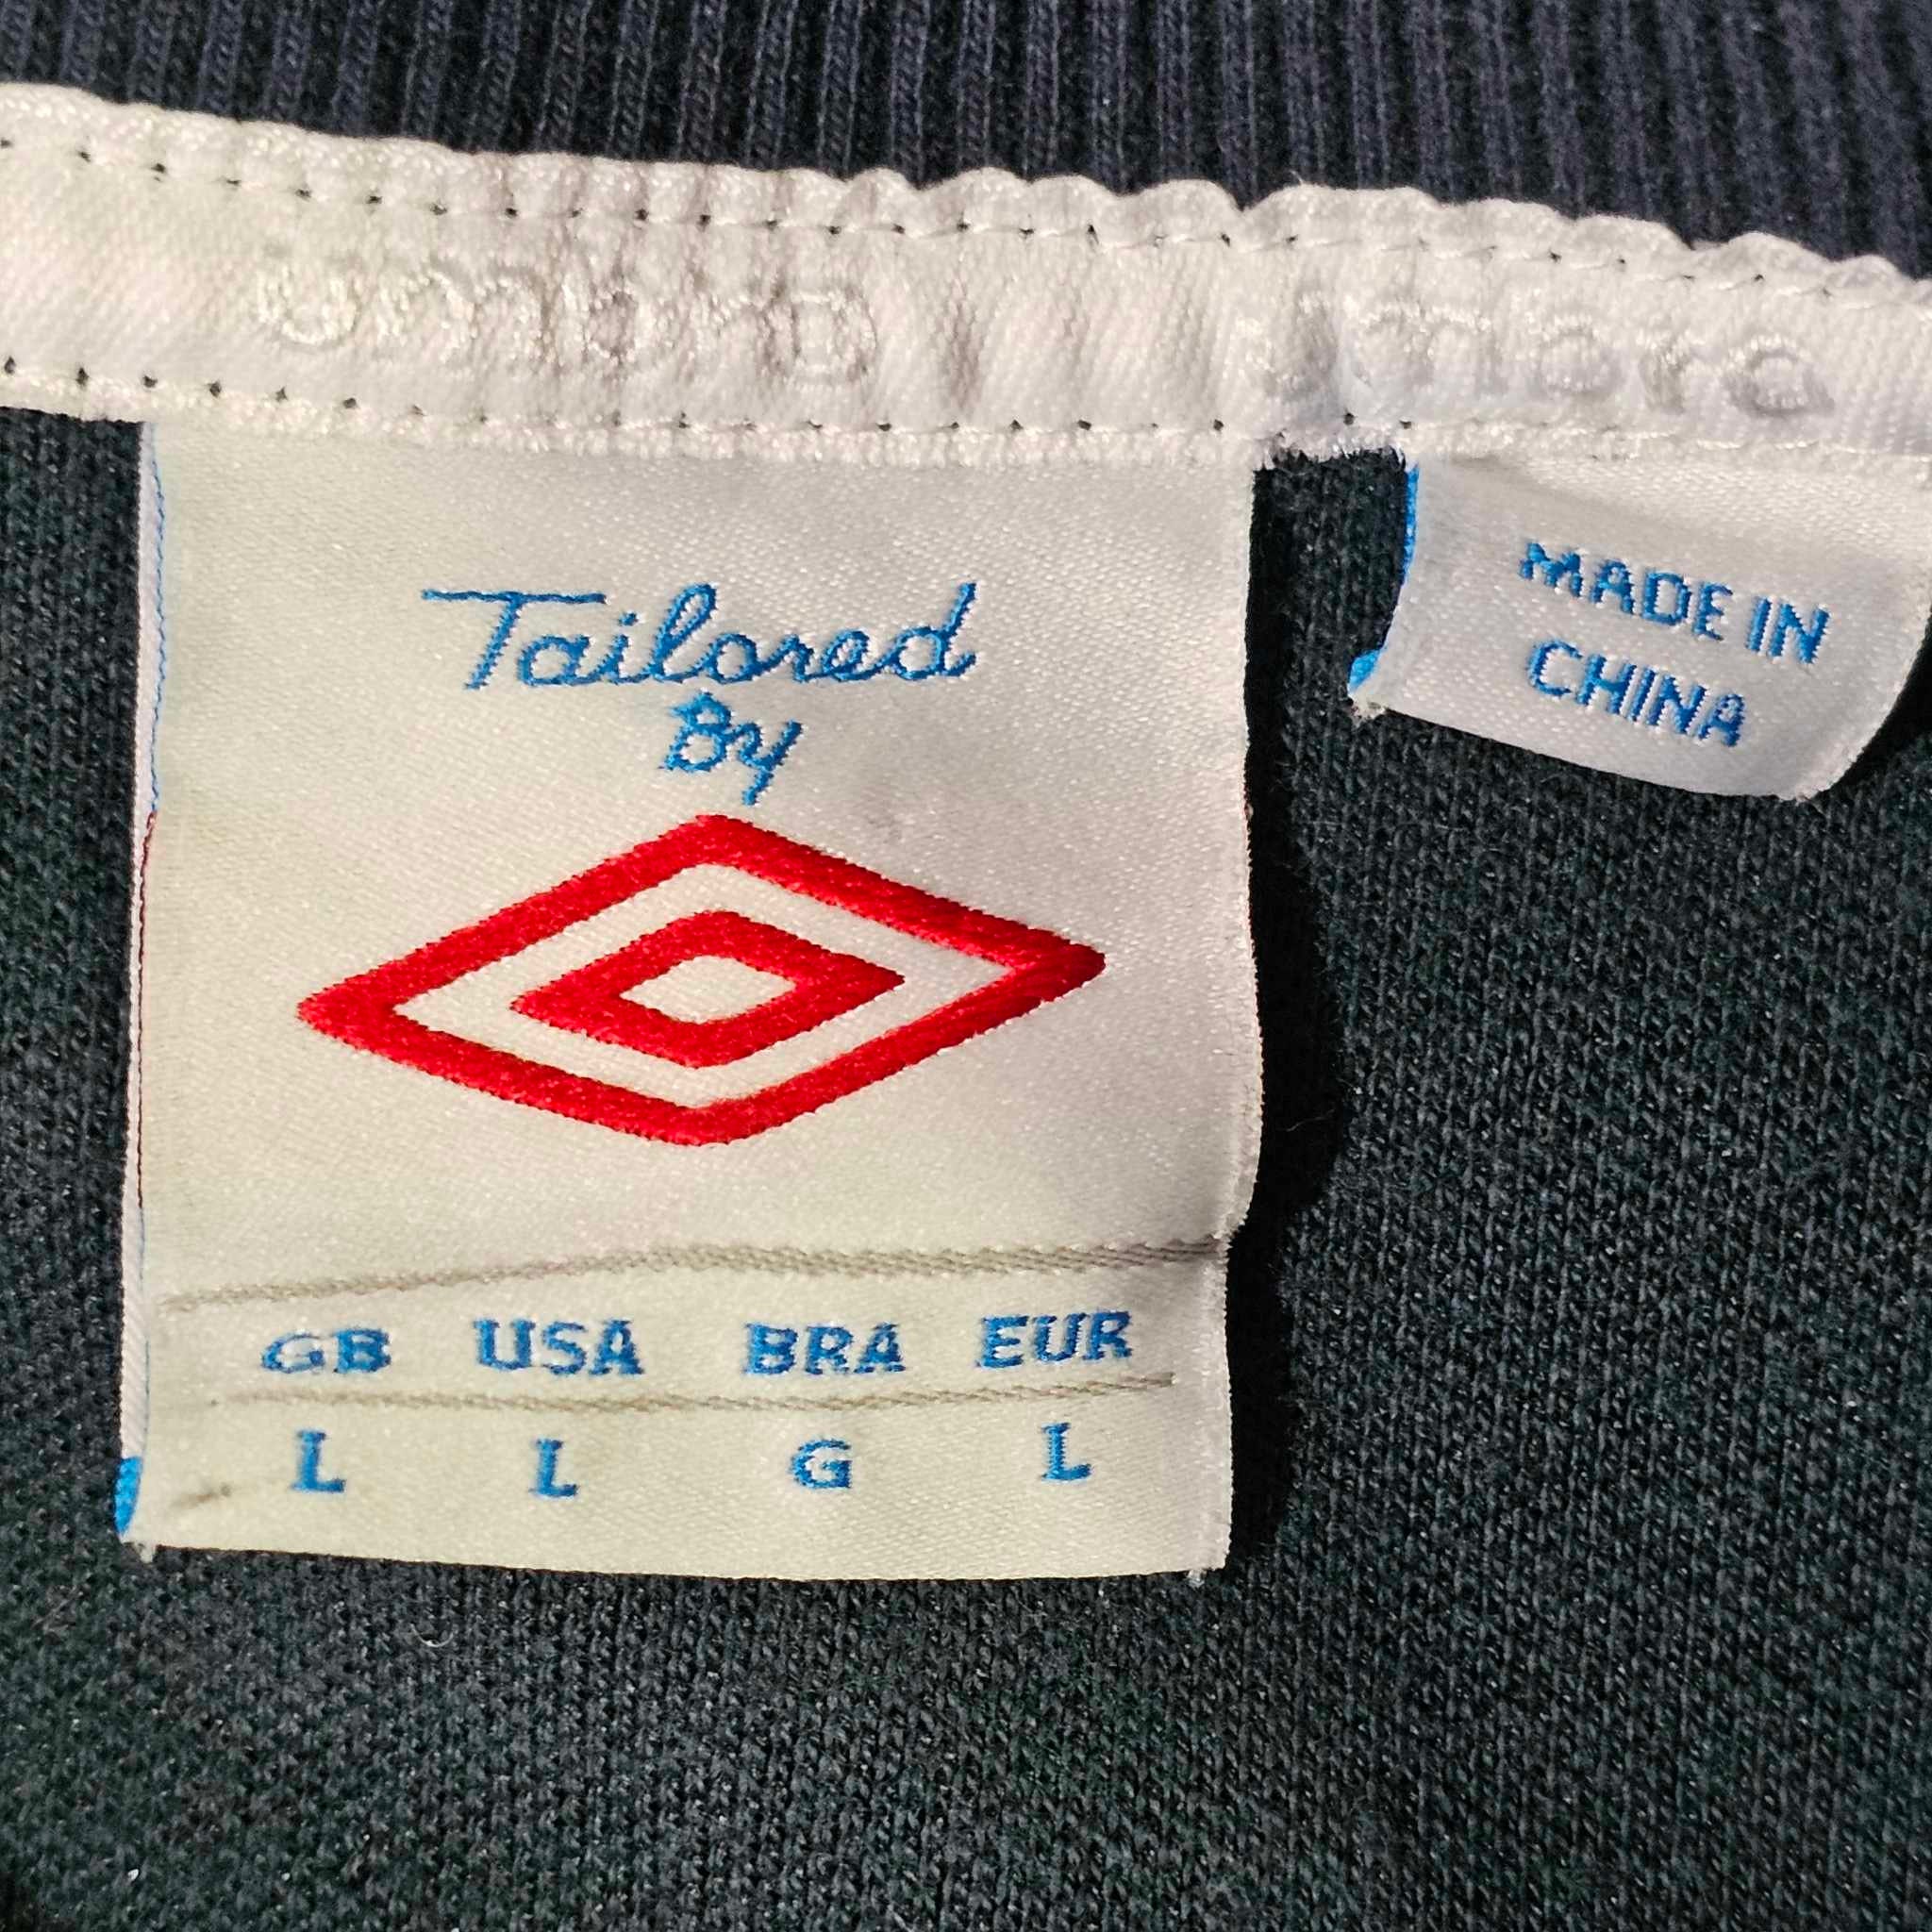 umbro umbro
Tailored
By
MADE IN
CHINA
GB USA BRA EUR
L L G L